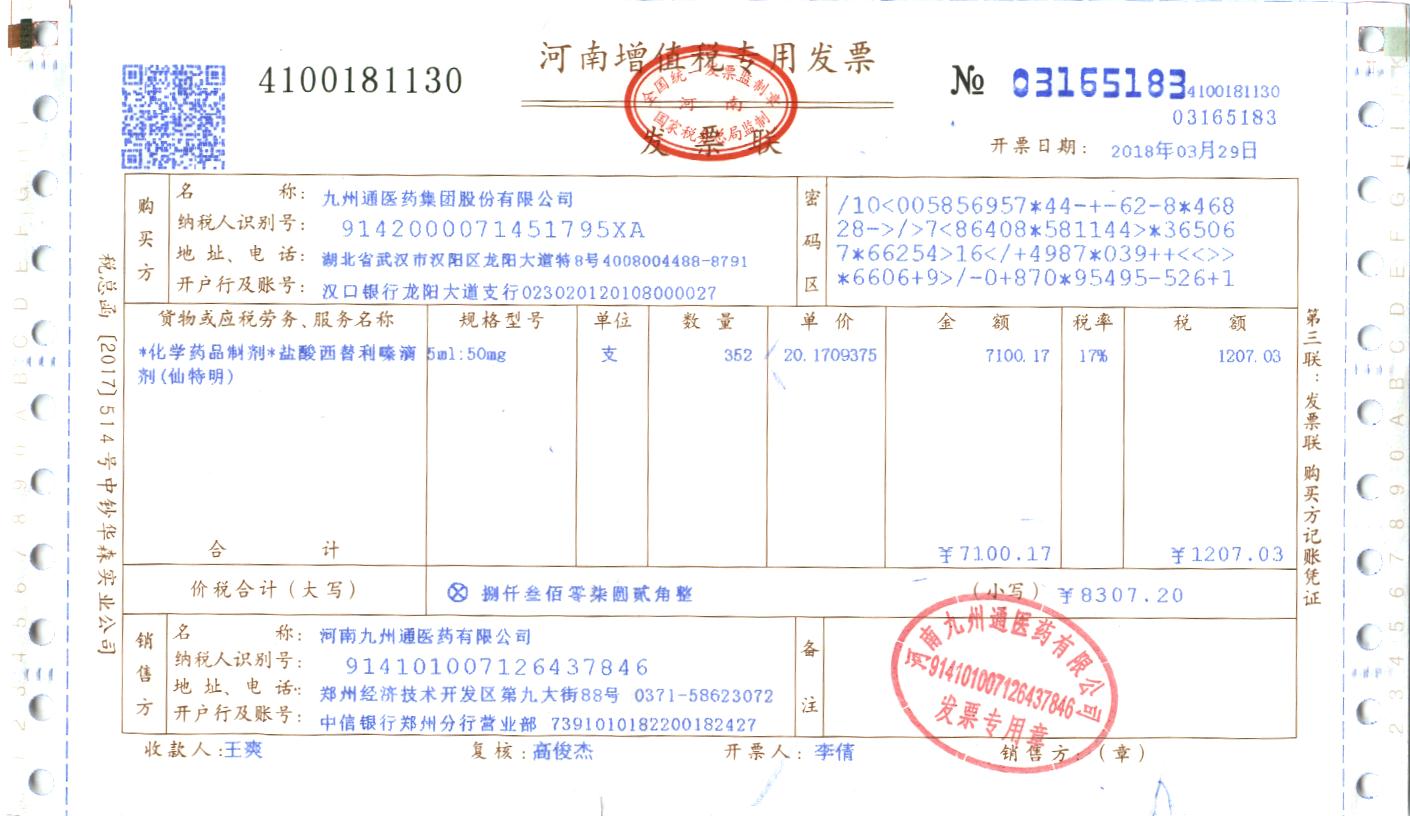 河南增值税专用发票
4100181130
№ 03165183
4100181130
03165183
全国统一发票监制章
河南
国家税务总局监制
发票联
开票日期: 2018年03月29日
购买方
名 称: 九州通医药集团股份有限公司
纳税人识别号: 9142000071451795XA
地址、电话: 湖北省武汉市汉阳区龙阳大道特8号4008004488-8791
开户行及账号: 汉口银行龙阳大道支行023020120108000027
密码区
/10<005856957*44-+-62-8*468
28->/>7<86408*581144>*36506
7*66254>16</+4987*039++<<>>
*6606+9>/-0+870*95495-526+1
货物或应税劳务、服务名称 规格型号 单位 数量 单价 金额 税率 税额
*化学药品制剂*盐酸西替利嗪滴 5ml:50mg 支 352 20.1709375 7100.17 17% 1207.03
剂(仙特明)
合计 ¥7100.17 ¥1207.03
价税合计(大写) ⊗ 捌仟叁佰零柒圆贰角整 (小写) ¥8307.20
销售方
名 称: 河南九州通医药有限公司
纳税人识别号: 914101007126437846
地址、电话: 郑州经济技术开发区第九大街88号 0371-58623072
开户行及账号: 中信银行郑州分行营业部 7391010182200182427
备注
河南九州通医药有限公司
914101007126437846
发票专用章
收款人:王爽 复核:高俊杰 开票人:李倩 销售方:(章)
税总函[2017]514号中钞华森实业公司
第三联:发票联 购买方记账凭证